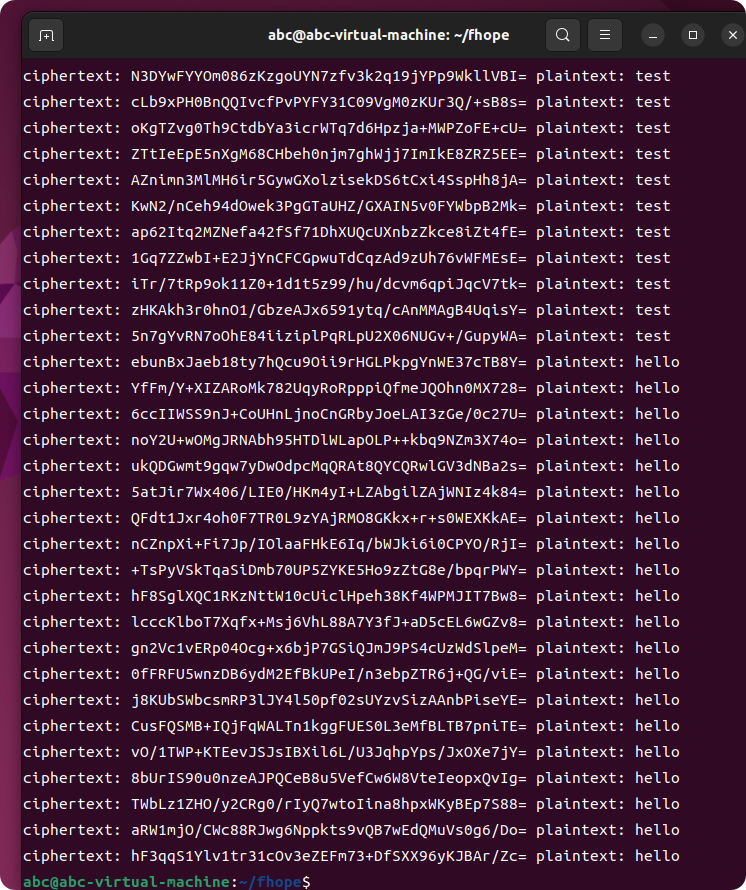 abc@abc-virtual-machine: ~/fhope
ciphertext: N3DYwFYYOm086zKzgoUYN7zfv3k2q19jYPp9WkllVBI= plaintext: test
ciphertext: cLb9xPH0BnQQIvcfPvPYFY31C09VgM0zKUr3Q/+sB8s= plaintext: test
ciphertext: oKgTZvg0Th9CtdbYa3icrWTq7d6Hpzja+MWPZoFE+cU= plaintext: test
ciphertext: ZTtIeEpE5nXgM68CHbeh0njm7ghWjj7ImIkE8ZRZ5EE= plaintext: test
ciphertext: AZnimn3MlMH6ir5GywGXolzisekDS6tCxi4SspHh8jA= plaintext: test
ciphertext: KwN2/nCeh94dOwek3PgGTaUHZ/GXAIN5v0FYWbpB2Mk= plaintext: test
ciphertext: ap62Itq2MZNefa42fSf71DhXUQcUXnbzZkce8iZt4fE= plaintext: test
ciphertext: 1Gq7ZZwbI+E2JjYnCFCGpwuTdCqzAd9zUh76vWFMEsE= plaintext: test
ciphertext: iTr/7tRp9ok11Z0+1d1t5z99/hu/dcvm6qpiJqcV7tk= plaintext: test
ciphertext: zHKAkh3r0hnO1/GbzeAJx6591ytq/cAnMMAgB4UqisY= plaintext: test
ciphertext: 5n7gYvRN7oOhE84iiziplPqRLpU2X06NUGv+/GupyWA= plaintext: test
ciphertext: ebunBxJaeb18ty7hQcu9Oii9rHGLPkpgYnWE37cTB8Y= plaintext: hello
ciphertext: YfFm/Y+XIZARoMk782UqyRoRpppiQfmeJQOhn0MX728= plaintext: hello
ciphertext: 6ccIIWSS9nJ+CoUHnLjnoCnGRbyJoeLAI3zGe/0c27U= plaintext: hello
ciphertext: noY2U+wOMgJRNAbh95HTDlWLapOLP++kbq9NZm3X74o= plaintext: hello
ciphertext: ukQDGwmt9gqw7yDwOdpcMqQRAt8QYCQRwlGV3dNBa2s= plaintext: hello
ciphertext: 5atJir7Wx406/LIE0/HKm4yI+LZAbgilZAjWNIz4k84= plaintext: hello
ciphertext: QFdt1Jxr4oh0F7TR0L9zYAjRMO8GKkx+r+s0WEXKkAE= plaintext: hello
ciphertext: nCZnpXi+Fi7Jp/IOlaaFHkE6Iq/bWJki6i0CPYO/RjI= plaintext: hello
ciphertext: +TsPyVSkTqaSiDmb70UP5ZYKE5Ho9zZtG8e/bpqrPWY= plaintext: hello
ciphertext: hF8SglXQC1RKzNttW10cUiclHpeh38Kf4WPMJIT7Bw8= plaintext: hello
ciphertext: lcccKlboT7Xqfx+Msj6VhL88A7Y3fJ+aD5cEL6wGZv8= plaintext: hello
ciphertext: gn2Vc1vERp04Ocg+x6bjP7GSiQJmJ9PS4cUzWdSlpeM= plaintext: hello
ciphertext: 0fFRFU5wnzDB6ydM2EfBkUPeI/n3ebpZTR6j+QG/viE= plaintext: hello
ciphertext: j8KUbSWbcsmRP3lJY4l50pf02sUYzvSizAAnbPiseYE= plaintext: hello
ciphertext: CusFQSMB+IQjFqWALTn1kggFUES0L3eMfBLTB7pniTE= plaintext: hello
ciphertext: vO/1TWP+KTEevJSJsIBXil6L/U3JqhpYps/JxOXe7jY= plaintext: hello
ciphertext: 8bUrIS90u0nzeAJPQCeB8u5VefCw6W8VteIeopxQvIg= plaintext: hello
ciphertext: TWbLz1ZHO/y2CRg0/rIyQ7wtoIina8hpxWKyBEp7S88= plaintext: hello
ciphertext: aRW1mjO/CWc88RJwg6Nppkts9vQB7wEdQMuVs0g6/Do= plaintext: hello
ciphertext: hF3qqS1Ylv1tr31cOv3eZEFm73+DfSXX96yKJBAr/Zc= plaintext: hello
abc@abc-virtual-machine:~/fhope$